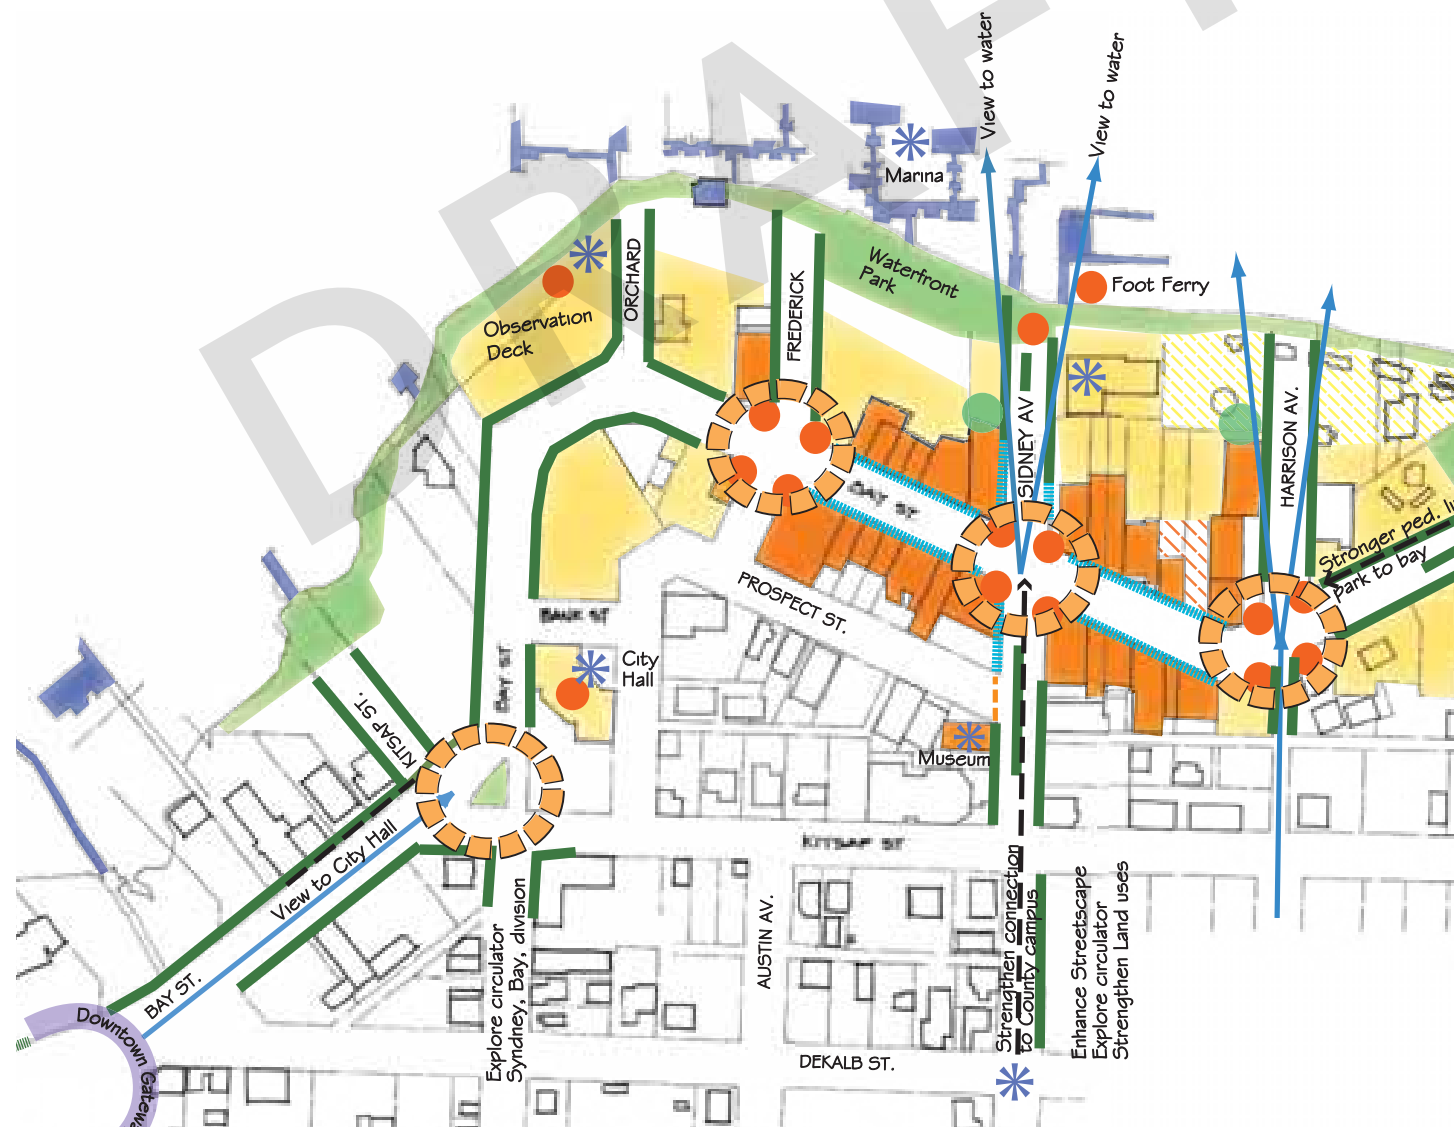 DRAFT
View to water
View to water
Marina
Waterfront
Park
Foot Ferry
ORCHARD
FREDERICK
Observation
Deck
SIDNEY AV
HARRISON AV.
BAY ST
Stronger ped.
Park to bay
PROSPECT ST.
BANK ST
City
Hall
BAY ST
KITSAP ST.
Museum
View to City Hall
KITSAP ST
BAY ST.
Downtown
Explore circulator
Syndney, Bay, division
AUSTIN AV.
Strengthen connection
to County campus
Enhance Streetscape
Explore circulator
Strengthen Land uses
DEKALB ST.